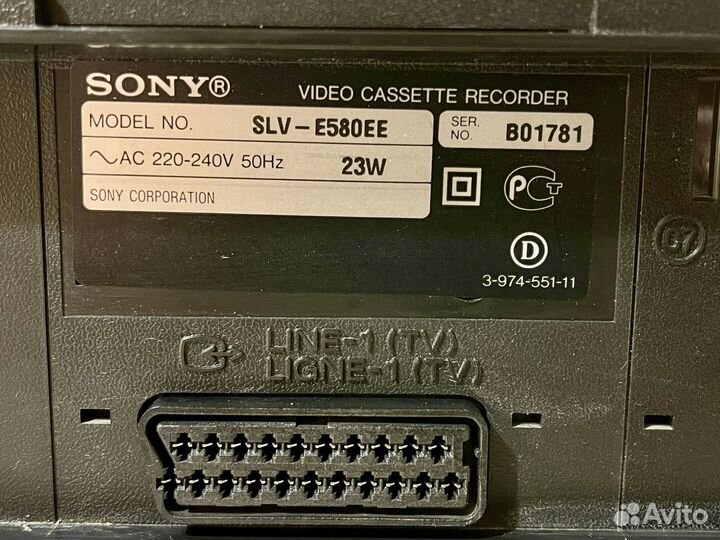 SONY®
VIDEO CASSETTE RECORDER
MODEL NO. SLV-E580EE
SER. NO. B01781
~AC 220-240V 50Hz 23W
SONY CORPORATION
РСТ
D
3-974-551-11
G7
LINE-1 (TV)
LIGNE-1 (TV)
Avito